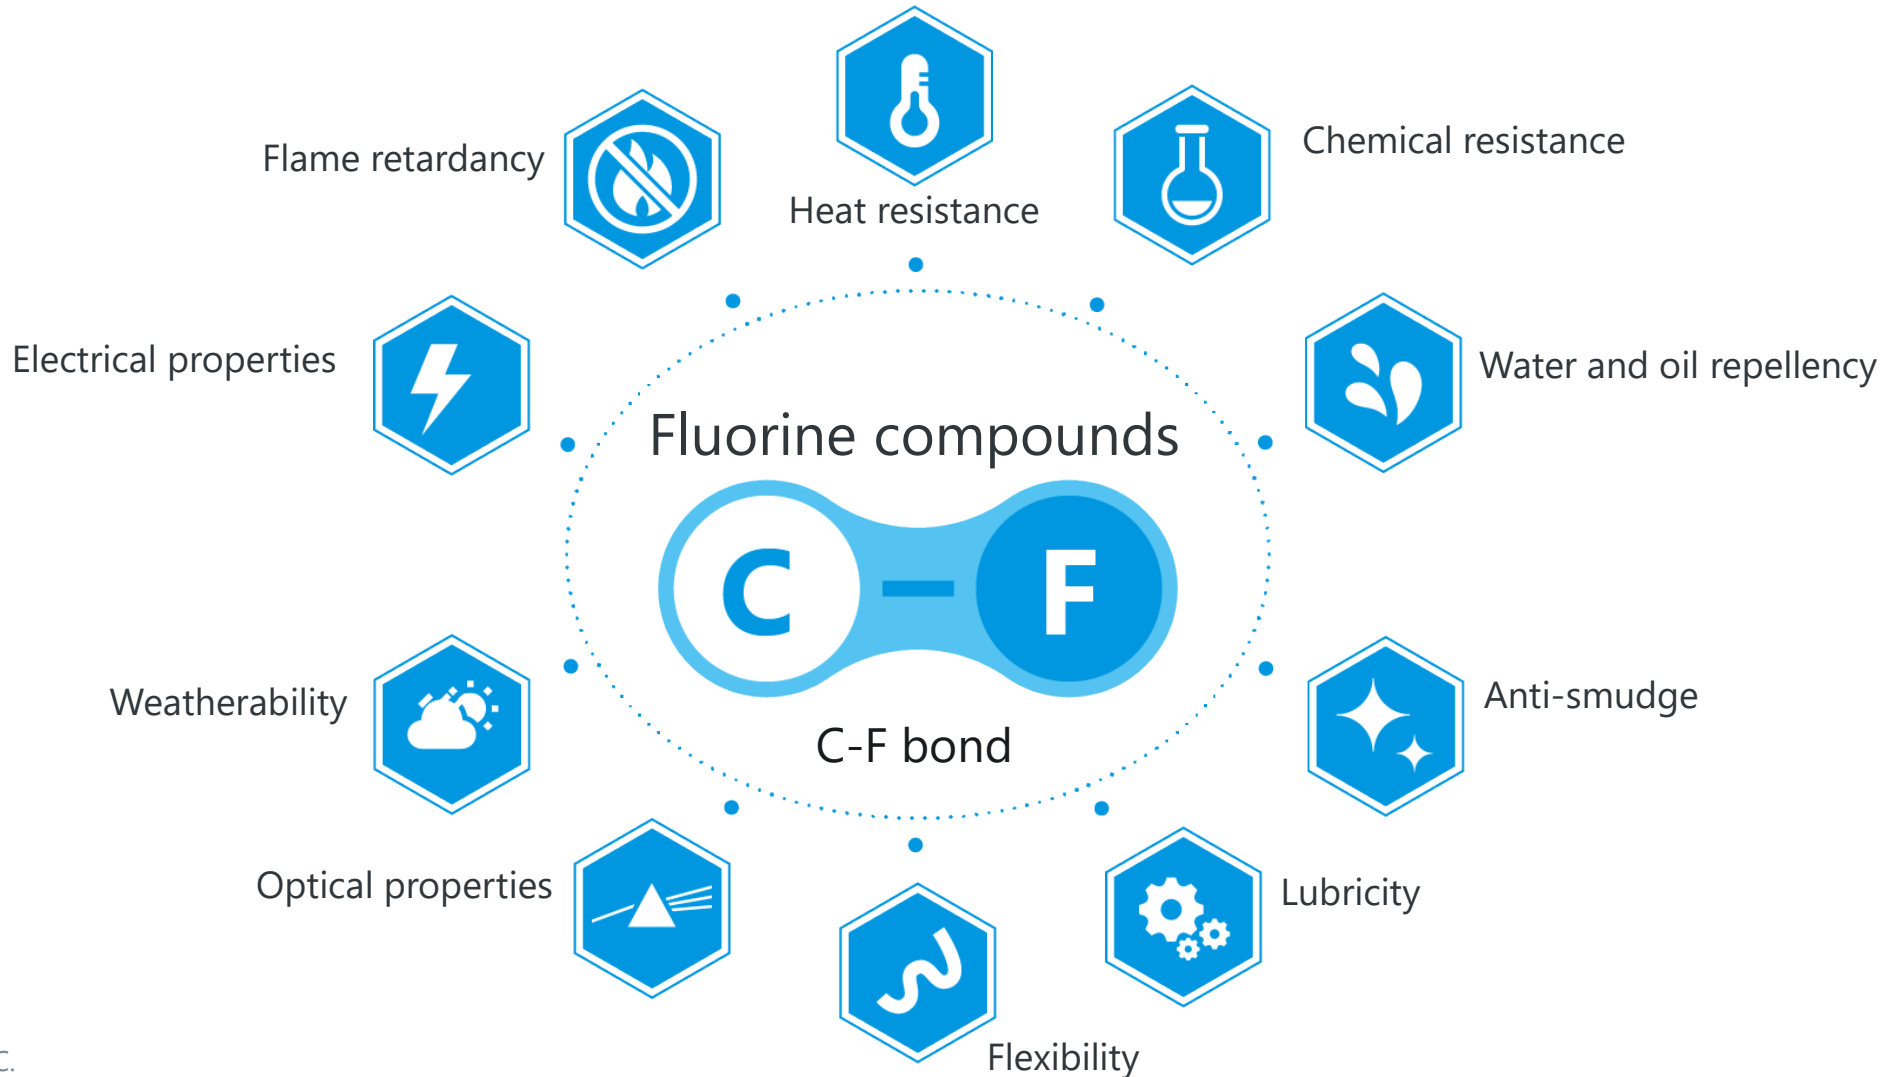 Heat resistance
Chemical resistance
Flame retardancy
Electrical properties
Water and oil repellency
Fluorine compounds
C – F
C-F bond
Weatherability
Anti-smudge
Optical properties
Lubricity
Flexibility
C.